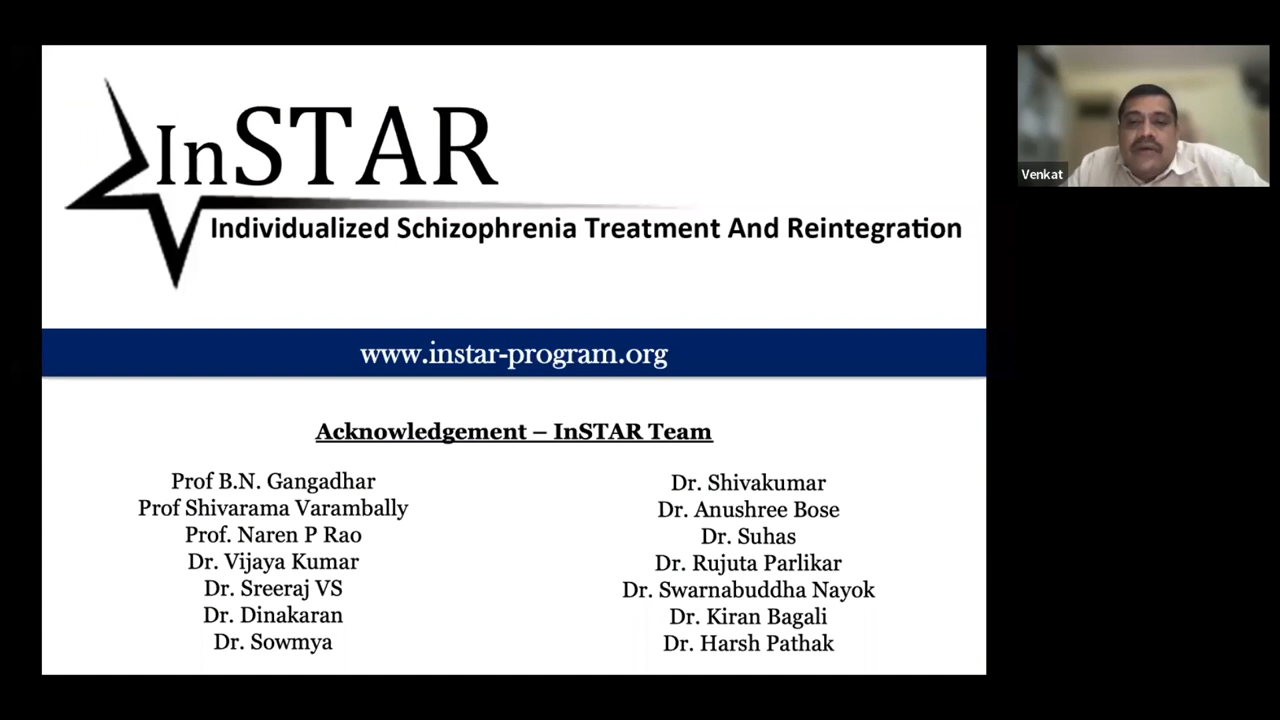 InSTAR
Individualized Schizophrenia Treatment And Reintegration
www.instar-program.org
Acknowledgement – InSTAR Team
Prof B.N. Gangadhar
Prof Shivarama Varambally
Prof. Naren P Rao
Dr. Vijaya Kumar
Dr. Sreeraj VS
Dr. Dinakaran
Dr. Sowmya
Dr. Shivakumar
Dr. Anushree Bose
Dr. Suhas
Dr. Rujuta Parlikar
Dr. Swarnabuddha Nayok
Dr. Kiran Bagali
Dr. Harsh Pathak
Venkat